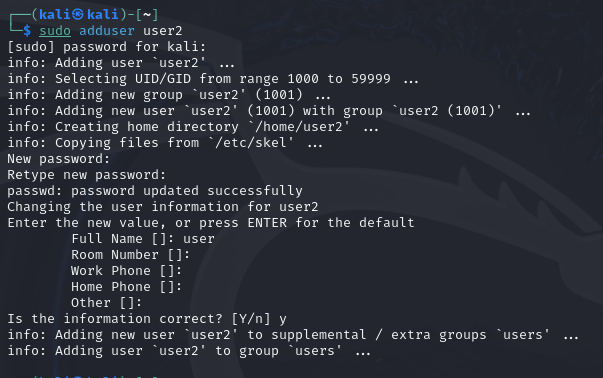 ┌──(kali㉿kali)-[~]
└─$ sudo adduser user2
[sudo] password for kali:
info: Adding user `user2' ...
info: Selecting UID/GID from range 1000 to 59999 ...
info: Adding new group `user2' (1001) ...
info: Adding new user `user2' (1001) with group `user2 (1001)' ...
info: Creating home directory `/home/user2' ...
info: Copying files from `/etc/skel' ...
New password:
Retype new password:
passwd: password updated successfully
Changing the user information for user2
Enter the new value, or press ENTER for the default
        Full Name []: user
        Room Number []:
        Work Phone []:
        Home Phone []:
        Other []:
Is the information correct? [Y/n] y
info: Adding new user `user2' to supplemental / extra groups `users' ...
info: Adding user `user2' to group `users' ...